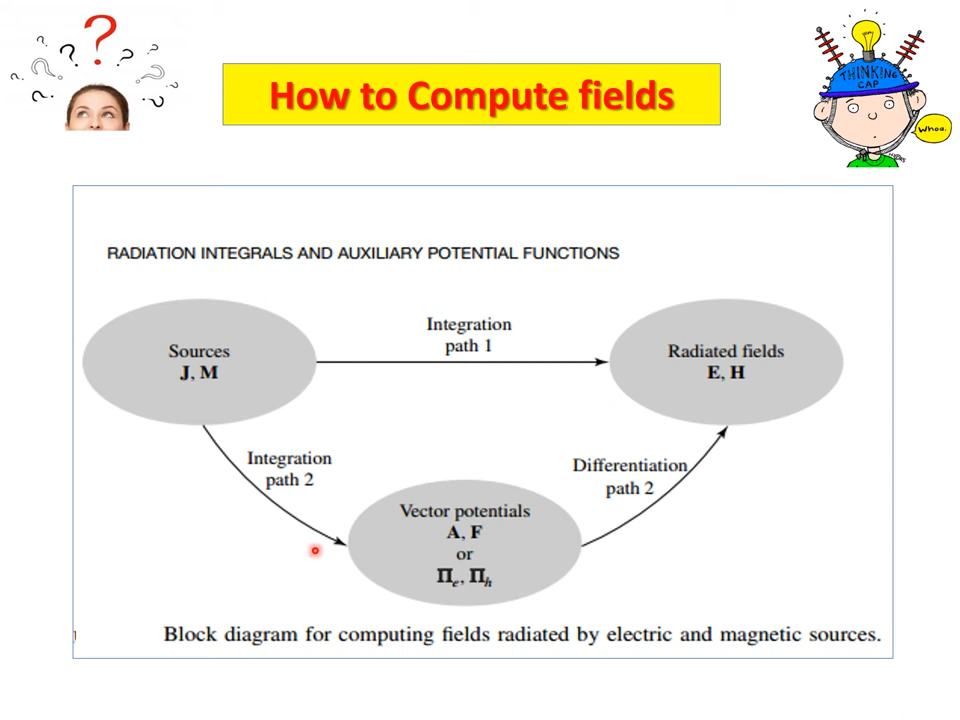 How to Compute fields
THINKING
CAP
Whoa.
RADIATION INTEGRALS AND AUXILIARY POTENTIAL FUNCTIONS
Integration
path 1
Sources
J, M
Radiated fields
E, H
Integration
path 2
Differentiation
path 2
Vector potentials
A, F
or
Πe, Πh
Block diagram for computing fields radiated by electric and magnetic sources.